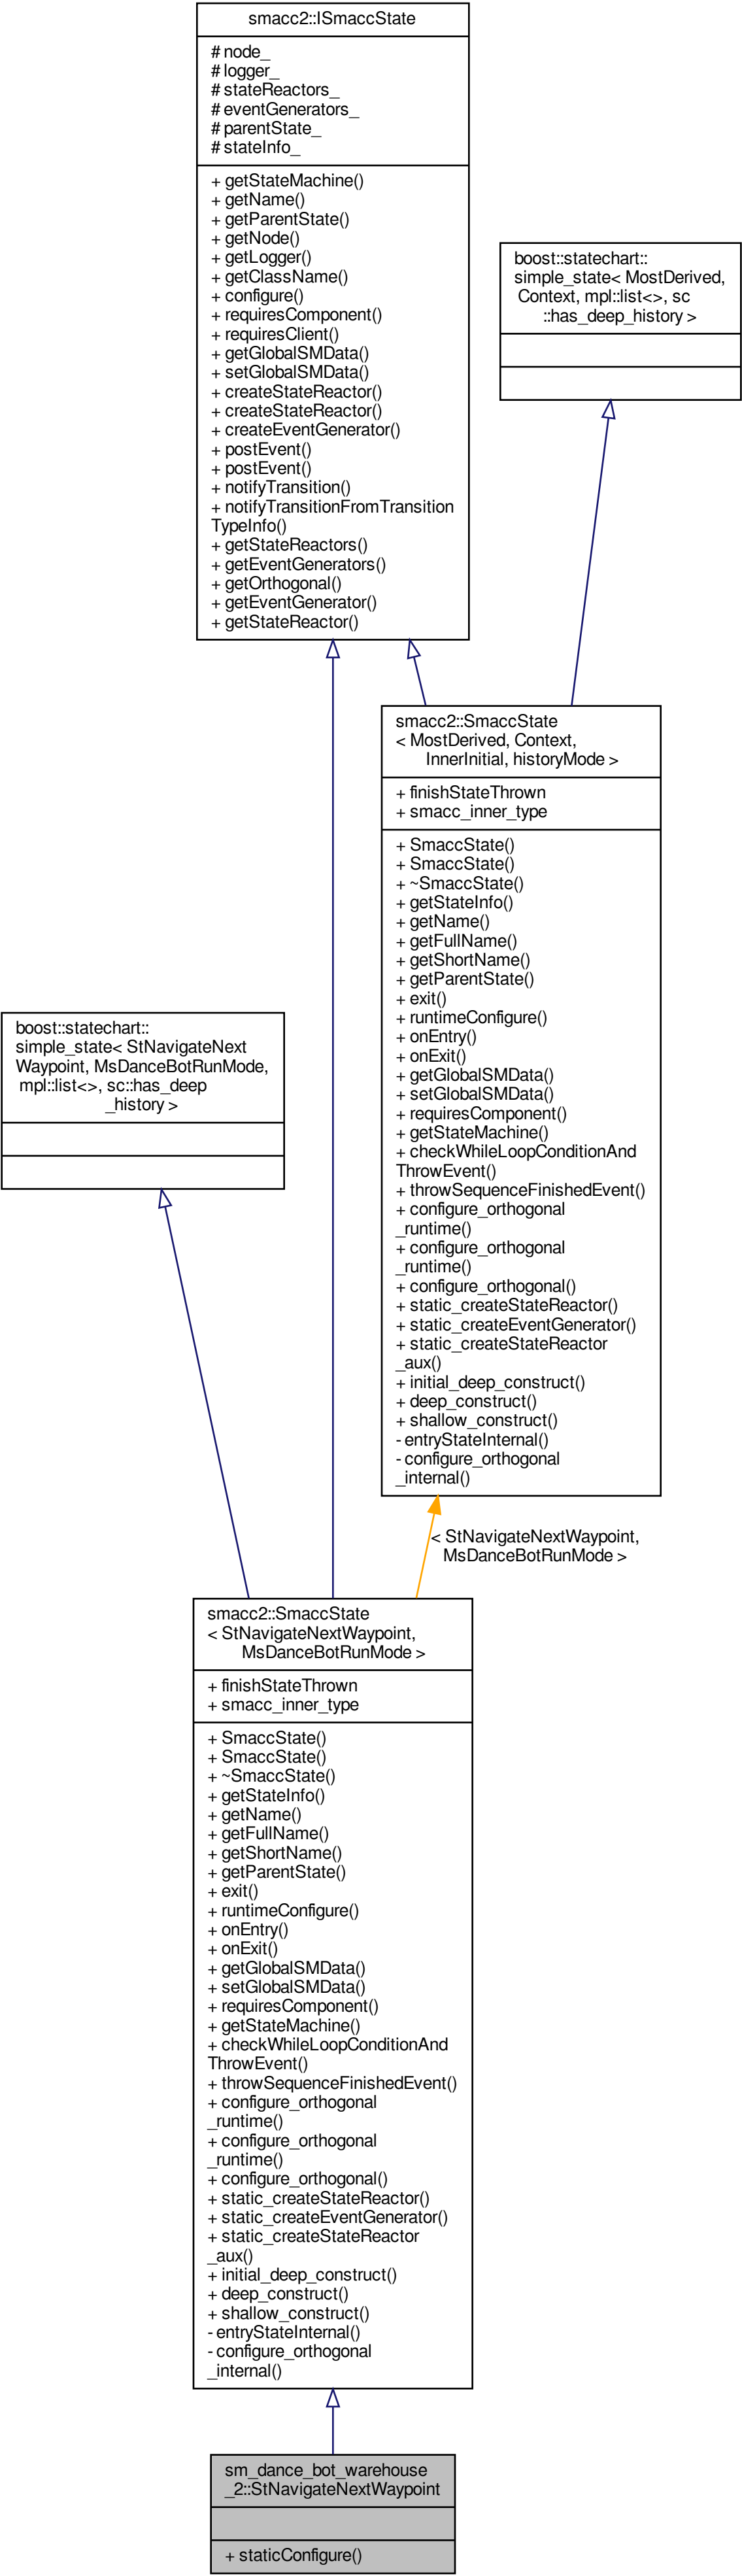 smacc2::ISmaccState
# node_
# logger_
# stateReactors_
# eventGenerators_
# parentState_
# stateInfo_
+ getStateMachine()
+ getName()
+ getParentState()
+ getNode()
+ getLogger()
+ getClassName()
+ configure()
+ requiresComponent()
+ requiresClient()
+ getGlobalSMData()
+ setGlobalSMData()
+ createStateReactor()
+ createStateReactor()
+ createEventGenerator()
+ postEvent()
+ postEvent()
+ notifyTransition()
+ notifyTransitionFromTransition
TypeInfo()
+ getStateReactors()
+ getEventGenerators()
+ getOrthogonal()
+ getEventGenerator()
+ getStateReactor()
boost::statechart::
simple_state< MostDerived,
Context, mpl::list<>, sc
::has_deep_history >
smacc2::SmaccState
< MostDerived, Context,
InnerInitial, historyMode >
+ finishStateThrown
+ smacc_inner_type
+ SmaccState()
+ SmaccState()
+ ~SmaccState()
+ getStateInfo()
+ getName()
+ getFullName()
+ getShortName()
+ getParentState()
+ exit()
+ runtimeConfigure()
+ onEntry()
+ onExit()
+ getGlobalSMData()
+ setGlobalSMData()
+ requiresComponent()
+ getStateMachine()
+ checkWhileLoopConditionAnd
ThrowEvent()
+ throwSequenceFinishedEvent()
+ configure_orthogonal
_runtime()
+ configure_orthogonal
_runtime()
+ configure_orthogonal()
+ static_createStateReactor()
+ static_createEventGenerator()
+ static_createStateReactor
_aux()
+ initial_deep_construct()
+ deep_construct()
+ shallow_construct()
- entryStateInternal()
- configure_orthogonal
_internal()
boost::statechart::
simple_state< StNavigateNext
Waypoint, MsDanceBotRunMode,
mpl::list<>, sc::has_deep
_history >
< StNavigateNextWaypoint,
MsDanceBotRunMode >
smacc2::SmaccState
< StNavigateNextWaypoint,
MsDanceBotRunMode >
+ finishStateThrown
+ smacc_inner_type
+ SmaccState()
+ SmaccState()
+ ~SmaccState()
+ getStateInfo()
+ getName()
+ getFullName()
+ getShortName()
+ getParentState()
+ exit()
+ runtimeConfigure()
+ onEntry()
+ onExit()
+ getGlobalSMData()
+ setGlobalSMData()
+ requiresComponent()
+ getStateMachine()
+ checkWhileLoopConditionAnd
ThrowEvent()
+ throwSequenceFinishedEvent()
+ configure_orthogonal
_runtime()
+ configure_orthogonal
_runtime()
+ configure_orthogonal()
+ static_createStateReactor()
+ static_createEventGenerator()
+ static_createStateReactor
_aux()
+ initial_deep_construct()
+ deep_construct()
+ shallow_construct()
- entryStateInternal()
- configure_orthogonal
_internal()
sm_dance_bot_warehouse
_2::StNavigateNextWaypoint
+ staticConfigure()